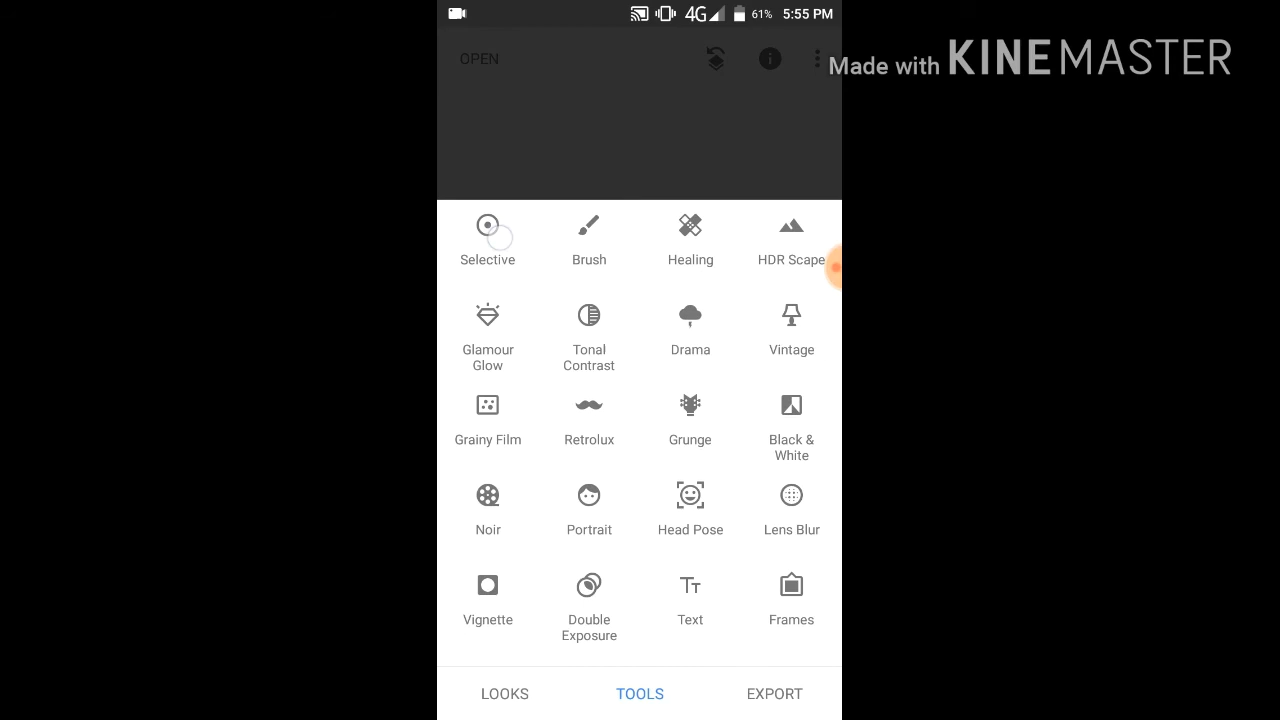 4G 61% 5:55 PM
OPEN
Made with KINEMASTER
Selective Brush Healing HDR Scape
Glamour Glow Tonal Contrast Drama Vintage
Grainy Film Retrolux Grunge Black & White
Noir Portrait Head Pose Lens Blur
Vignette Double Exposure Text Frames
LOOKS TOOLS EXPORT